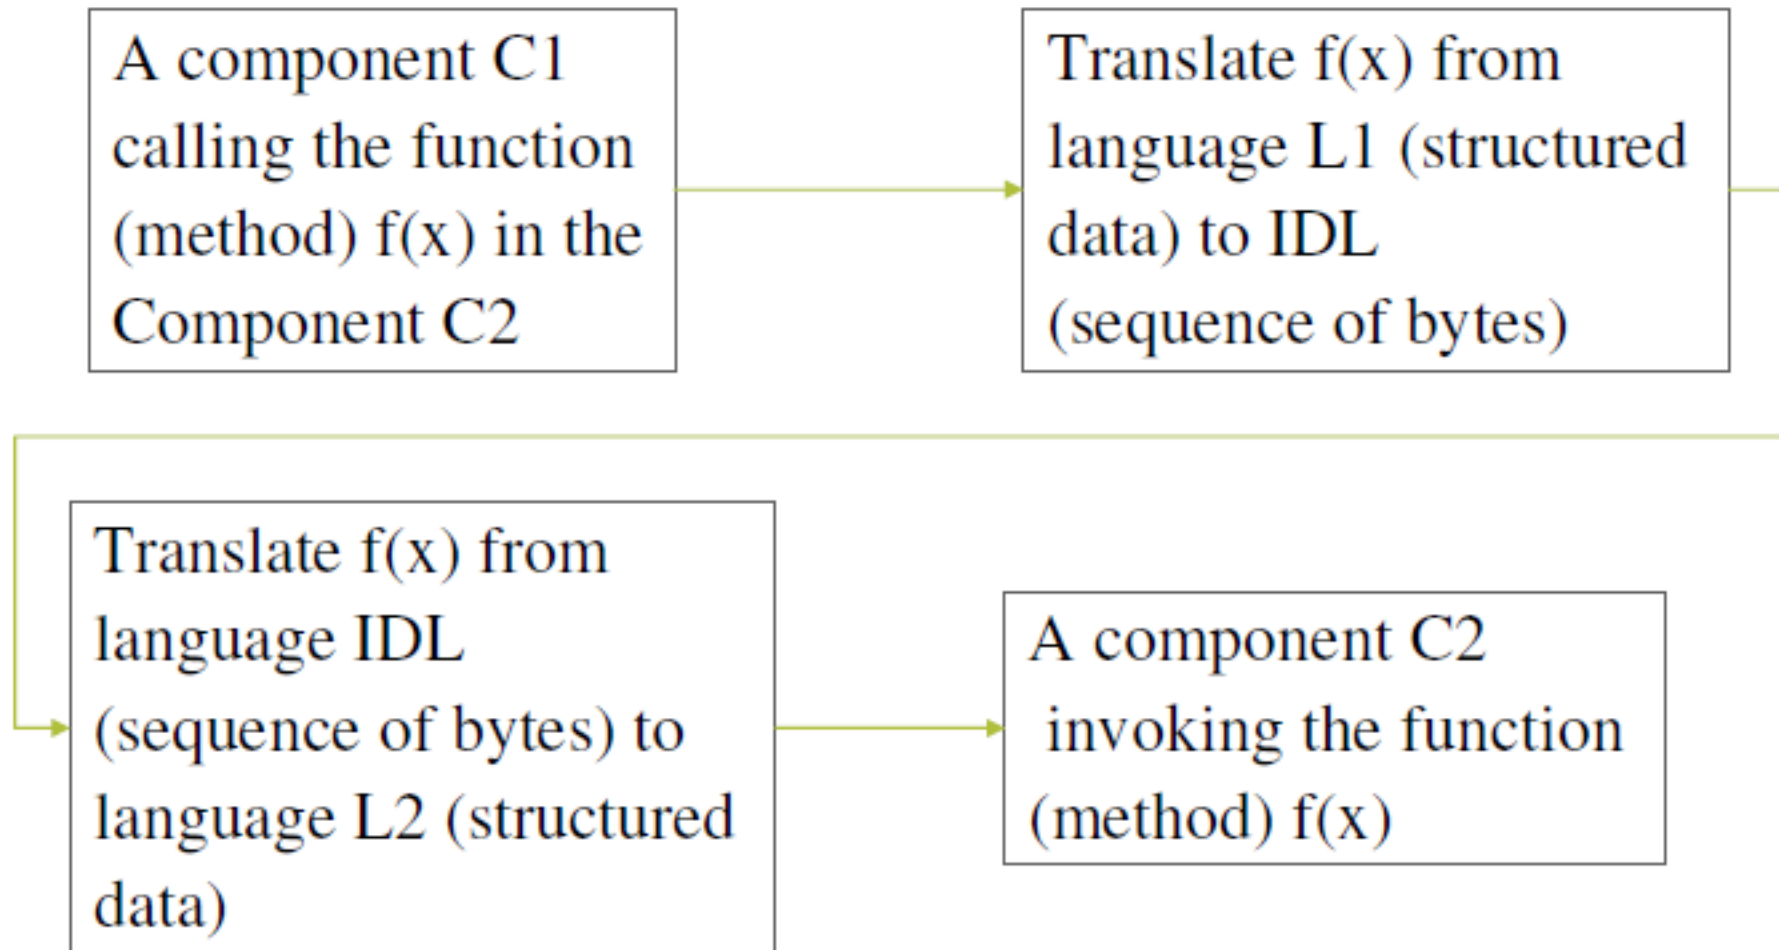 A component C1
calling the function
(method) f(x) in the
Component C2
Translate f(x) from
language L1 (structured
data) to IDL
(sequence of bytes)
Translate f(x) from
language IDL
(sequence of bytes) to
language L2 (structured
data)
A component C2
invoking the function
(method) f(x)